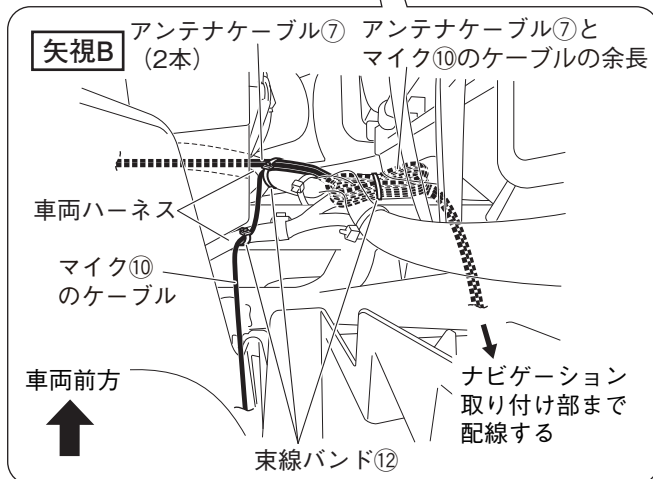 矢視B
アンテナケーブル⑦
（2本）
アンテナケーブル⑦と
マイク⑩のケーブルの余長
車両ハーネス
マイク⑩
のケーブル
車両前方
ナビゲーション
取り付け部まで
配線する
束線バンド⑫